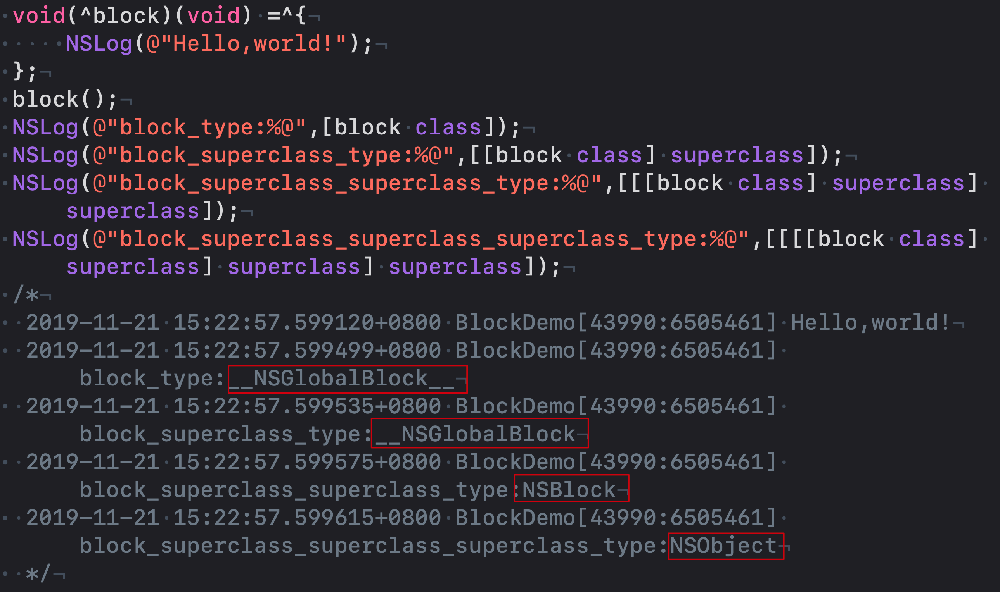 void(^block)(void) =^{
     NSLog(@"Hello,world!");
};
block();
NSLog(@"block_type:%@",[block class]);
NSLog(@"block_superclass_type:%@",[[block class] superclass]);
NSLog(@"block_superclass_superclass_type:%@",[[[block class] superclass]
superclass]);
NSLog(@"block_superclass_superclass_superclass_type:%@",[[[[block class]
superclass] superclass] superclass]);
/*
 2019-11-21 15:22:57.599120+0800 BlockDemo[43990:6505461] Hello,world!
 2019-11-21 15:22:57.599499+0800 BlockDemo[43990:6505461]
block_type:__NSGlobalBlock__
 2019-11-21 15:22:57.599535+0800 BlockDemo[43990:6505461]
block_superclass_type:__NSGlobalBlock
 2019-11-21 15:22:57.599575+0800 BlockDemo[43990:6505461]
block_superclass_superclass_type:NSBlock
 2019-11-21 15:22:57.599615+0800 BlockDemo[43990:6505461]
block_superclass_superclass_superclass_type:NSObject
 */